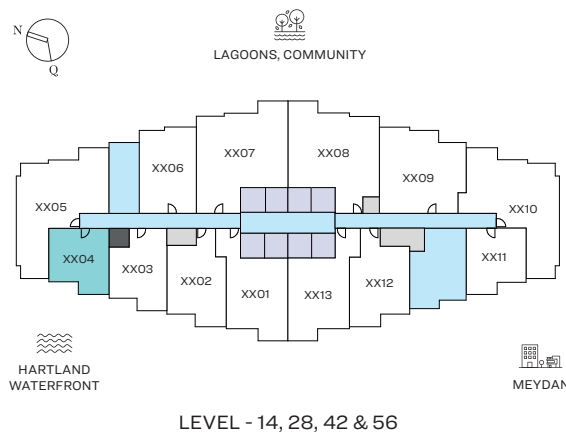 N
Q
LAGOONS, COMMUNITY
XX07
XX08
XX06
XX09
XX05
XX10
XX04
XX03
XX02
XX01
XX13
XX12
XX11
HARTLAND
WATERFRONT
MEYDAN
LEVEL - 14, 28, 42 & 56